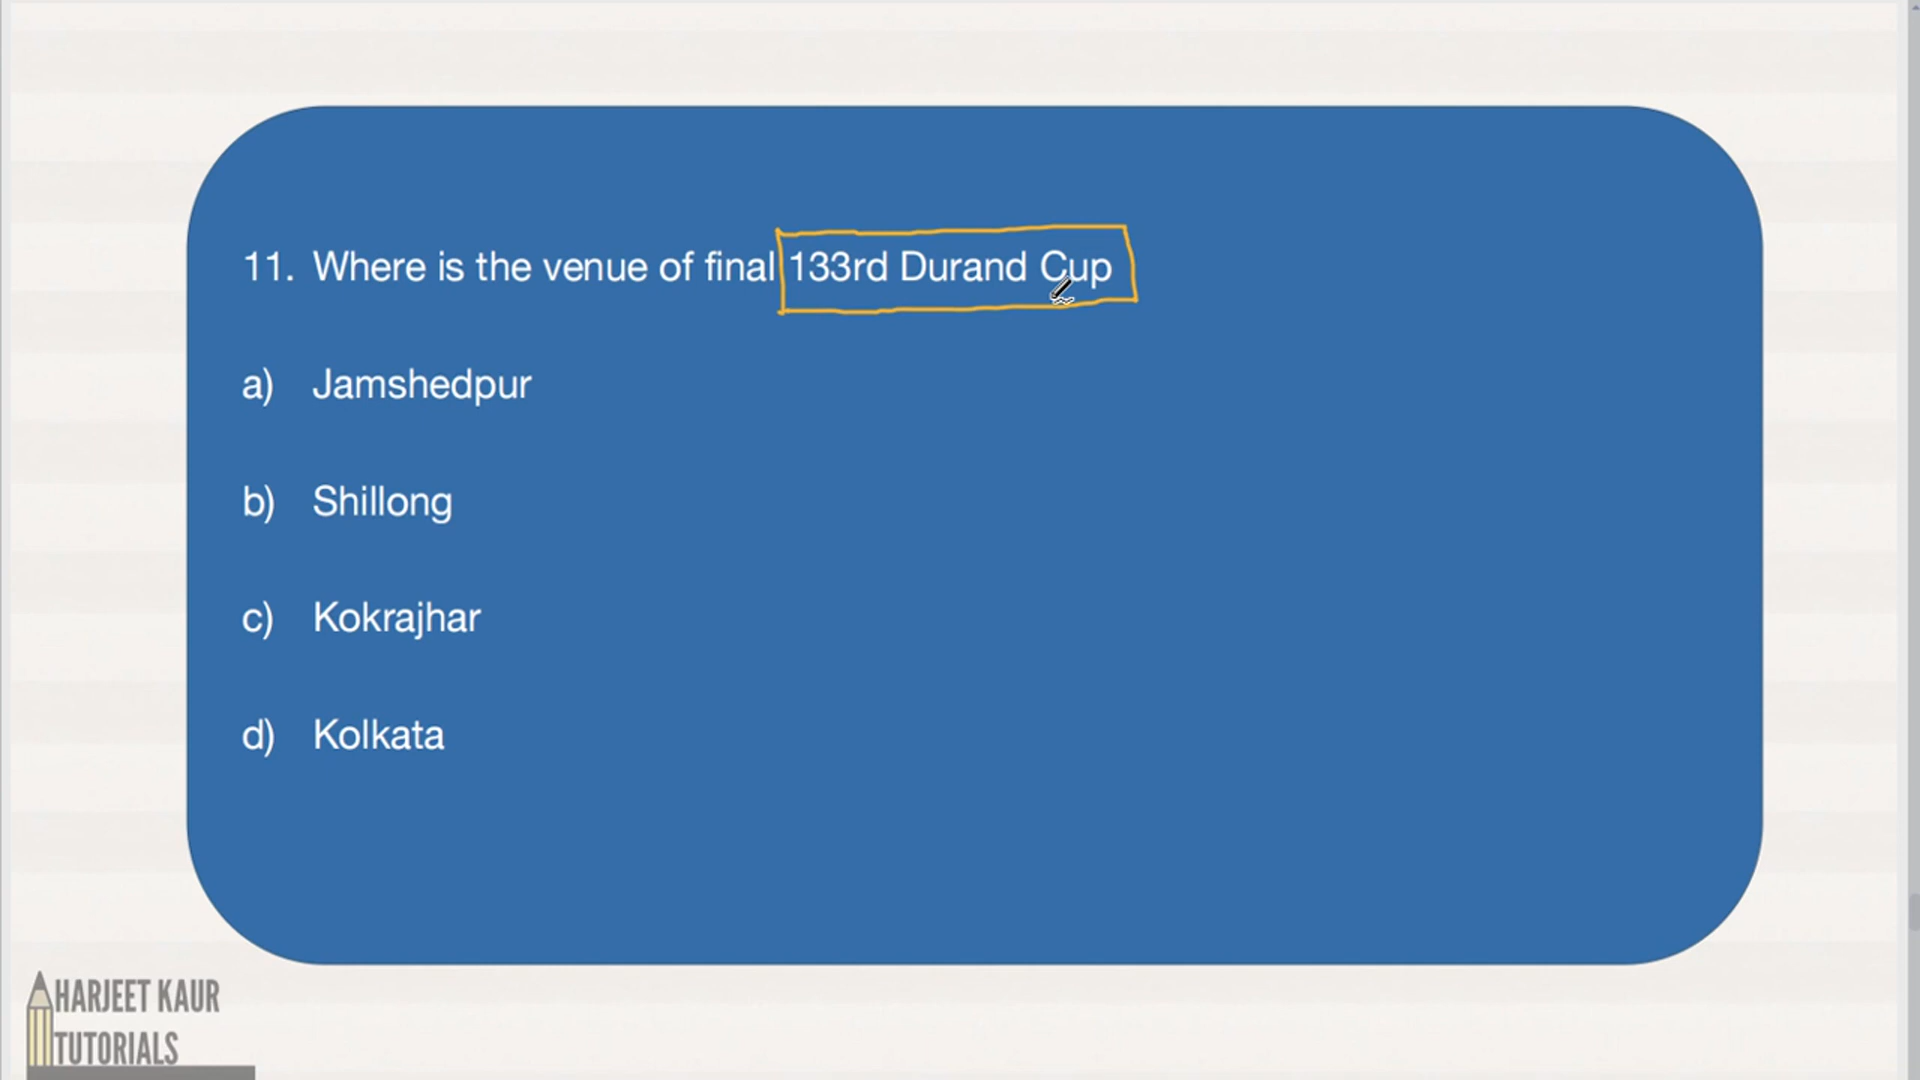 11. Where is the venue of final 133rd Durand Cup
a) Jamshedpur
b) Shillong
c) Kokrajhar
d) Kolkata
HARJEET KAUR
TUTORIALS